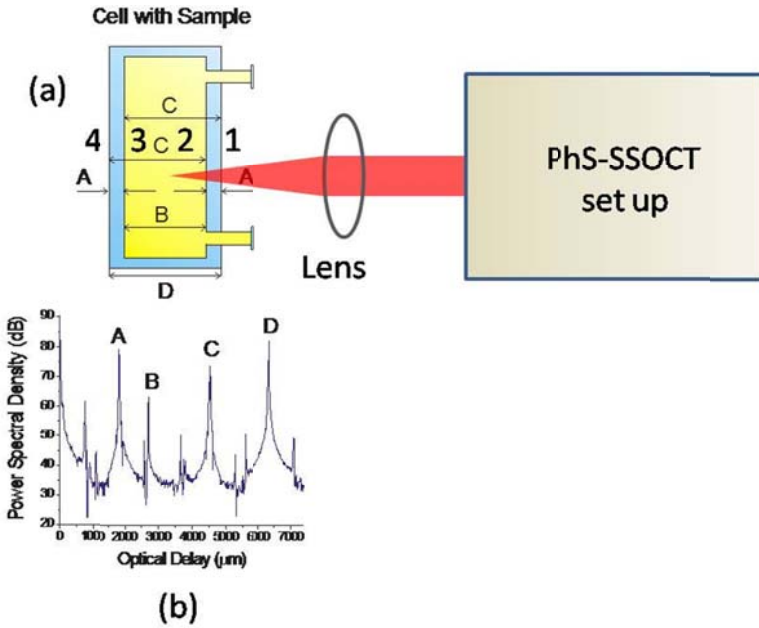 Cell with Sample
(a)
C
4 3 C 2 1
A A
B
D
Lens
PhS-SSOCT
set up
Power Spectral Density (dB)
90
80
70
60
50
40
30
20
A
B
C
D
0 1000 2000 3000 4000 5000 6000 7000
Optical Delay (μm)
(b)